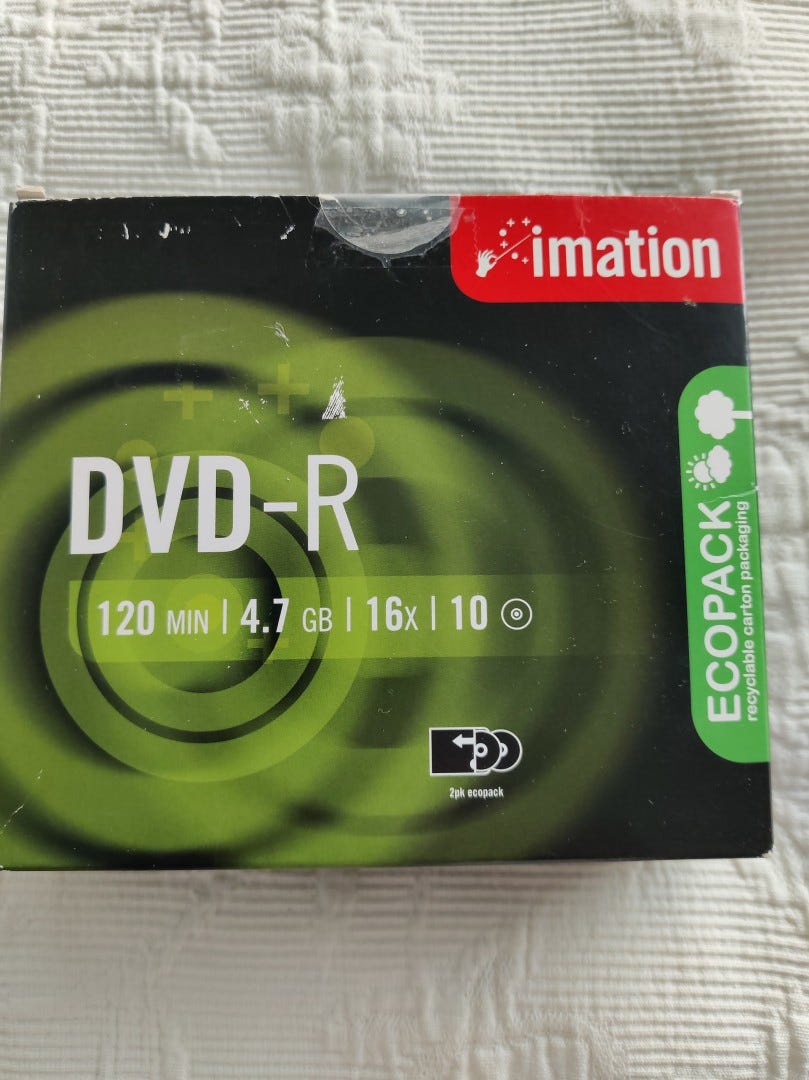 imation
DVD-R
120 MIN | 4.7 GB | 16x | 10
2pk ecopack
ECOPACK
recyclable carton packaging